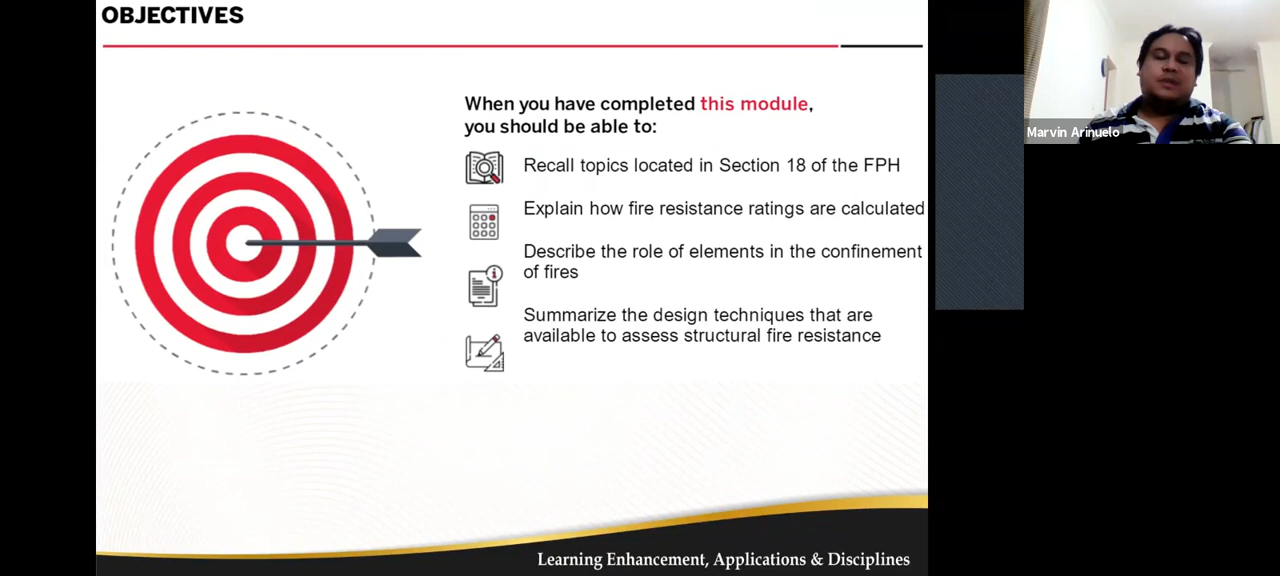 OBJECTIVES
When you have completed this module,
you should be able to:
Recall topics located in Section 18 of the FPH
Explain how fire resistance ratings are calculated
Describe the role of elements in the confinement
of fires
Summarize the design techniques that are
available to assess structural fire resistance
Learning Enhancement, Applications & Disciplines
Marvin Arinuelo